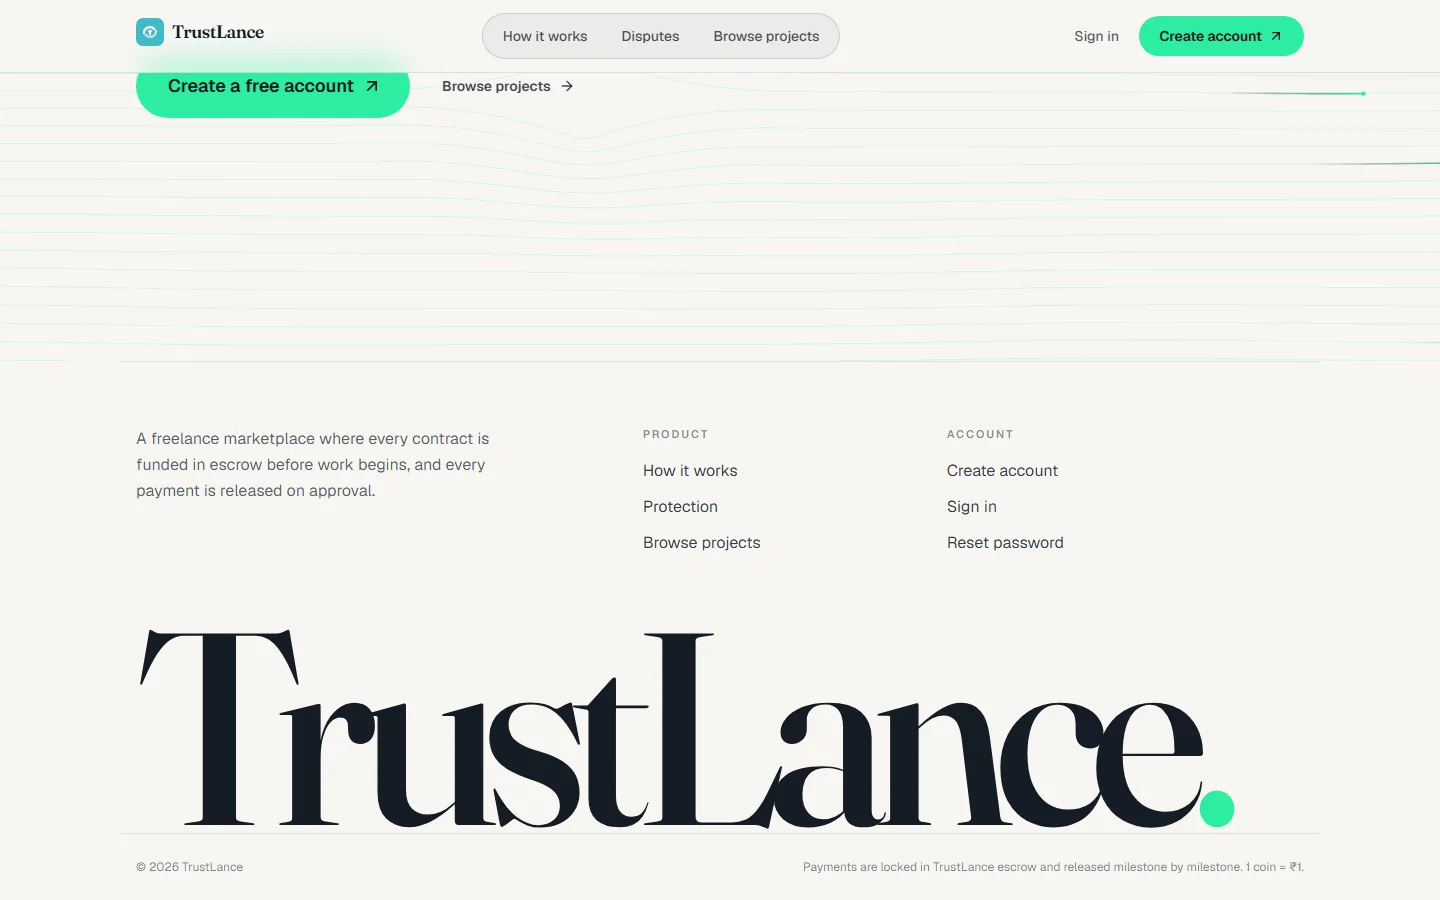 TrustLance
How it works
Disputes
Browse projects
Sign in
Create account
Create a free account
Browse projects
A freelance marketplace where every contract is
funded in escrow before work begins, and every
payment is released on approval.
PRODUCT
How it works
Protection
Browse projects
ACCOUNT
Create account
Sign in
Reset password
TrustLance.
© 2026 TrustLance
Payments are locked in TrustLance escrow and released milestone by milestone. 1 coin = ₹1.